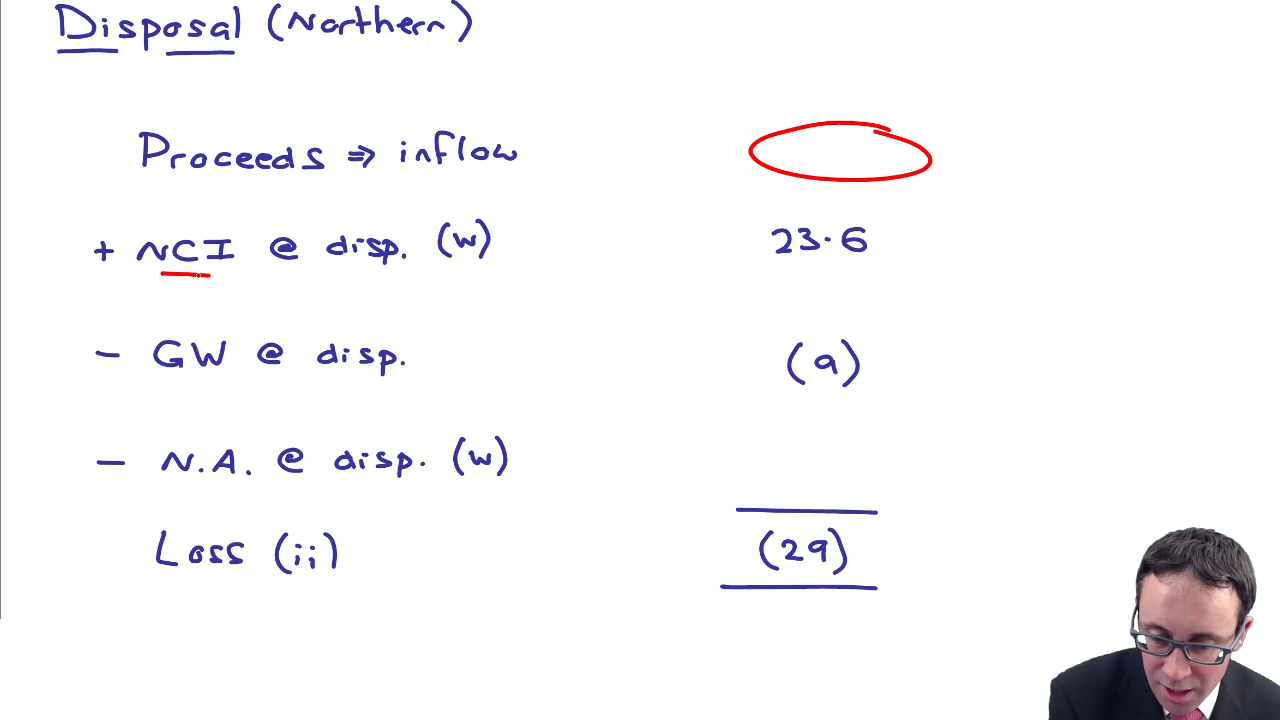 Disposal (Northern)
Proceeds ⇒ inflow
+ NCI @ disp. (W) 23.6
- GW @ disp. (9)
- N.A. @ disp. (W)
Loss (ii) (29)